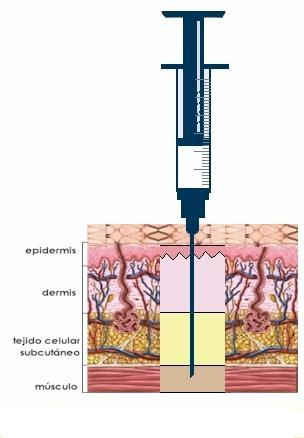 epidermis
dermis
tejido celular
subcutáneo
músculo